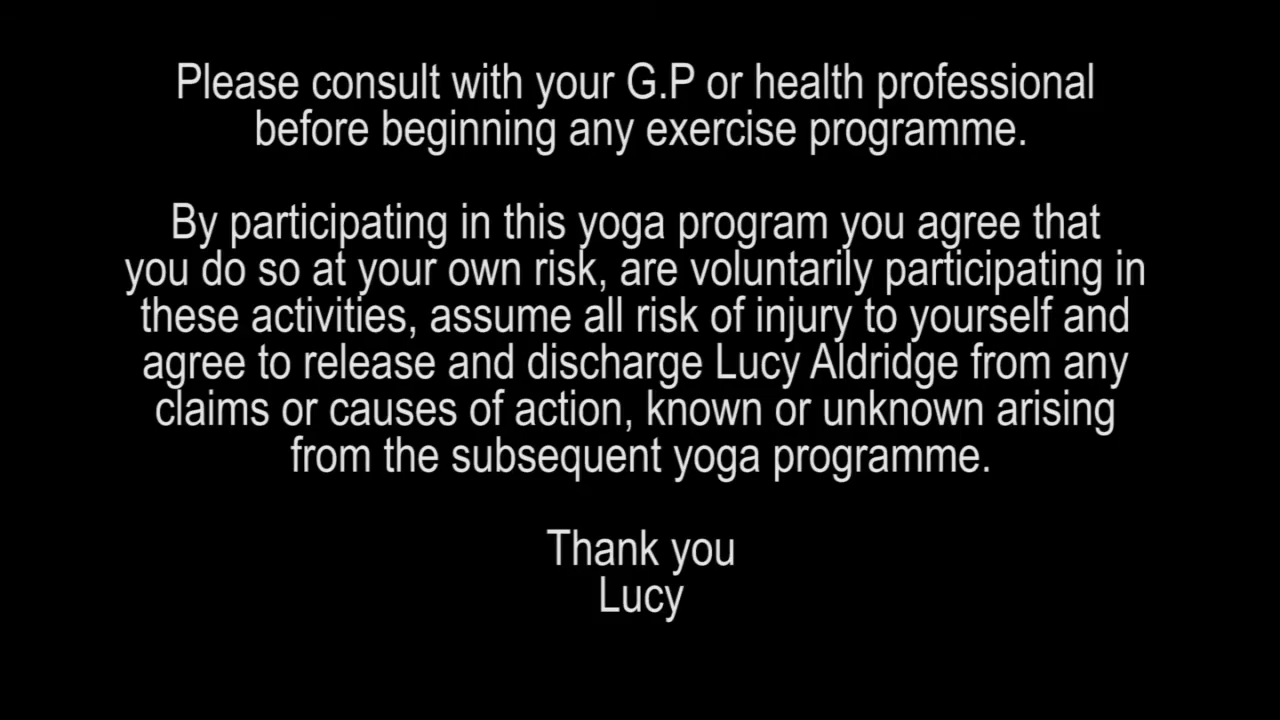 Please consult with your G.P or health professional
before beginning any exercise programme.
By participating in this yoga program you agree that
you do so at your own risk, are voluntarily participating in
these activities, assume all risk of injury to yourself and
agree to release and discharge Lucy Aldridge from any
claims or causes of action, known or unknown arising
from the subsequent yoga programme.
Thank you
Lucy